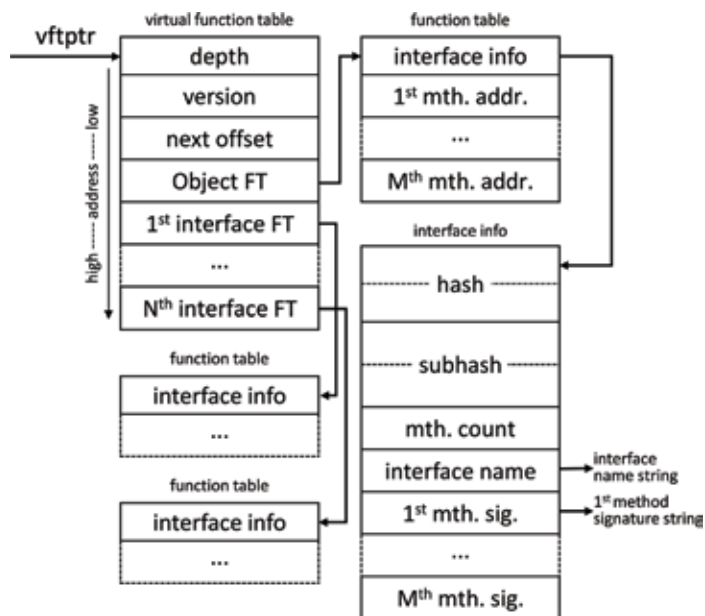 vftptr
virtual function table
depth
version
next offset
Object FT
1st interface FT
...
Nth interface FT
high ------ address ------ low
function table
interface info
1st mth. addr.
...
Mth mth. addr.
interface info
hash
subhash
mth. count
interface name
1st mth. sig.
...
Mth mth. sig.
interface
name string
1st method
signature string
function table
interface info
...
function table
interface info
...